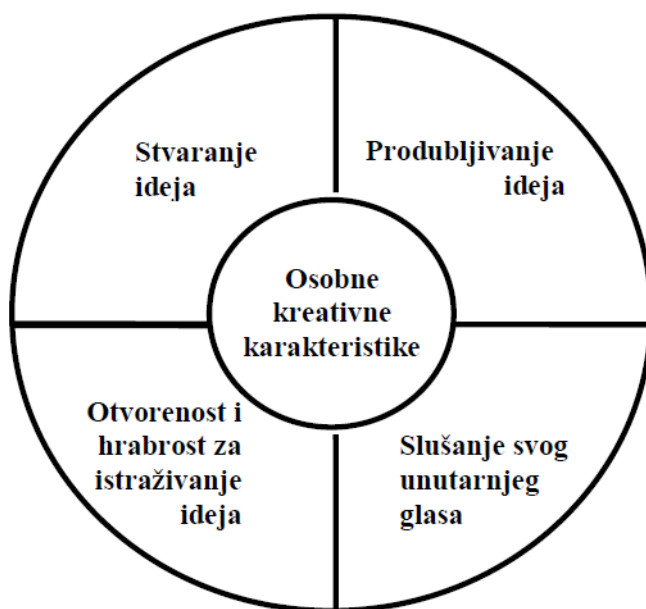 Stvaranje
ideja
Produbljivanje
ideja
Osobne
kreativne
karakteristike
Otvorenost i
hrabrost za
istraživanje
ideja
Slušanje svog
unutarnjeg
glasa